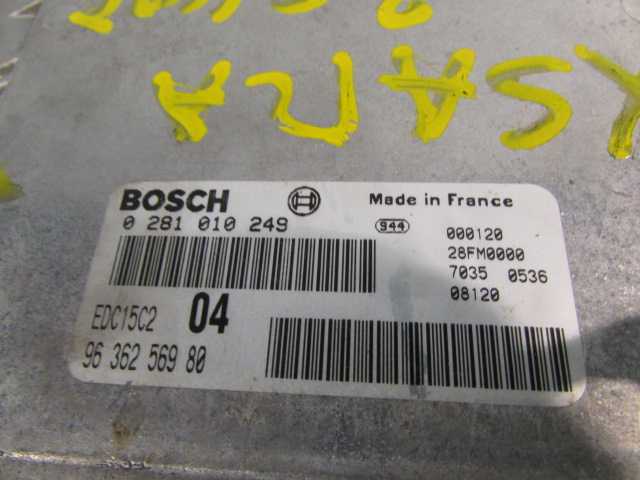 XSARA
BOSCH Made in France
0 281 010 249 944 000120
28FM0000
7035 0536
08120
EDC15C2 04
96 362 569 80